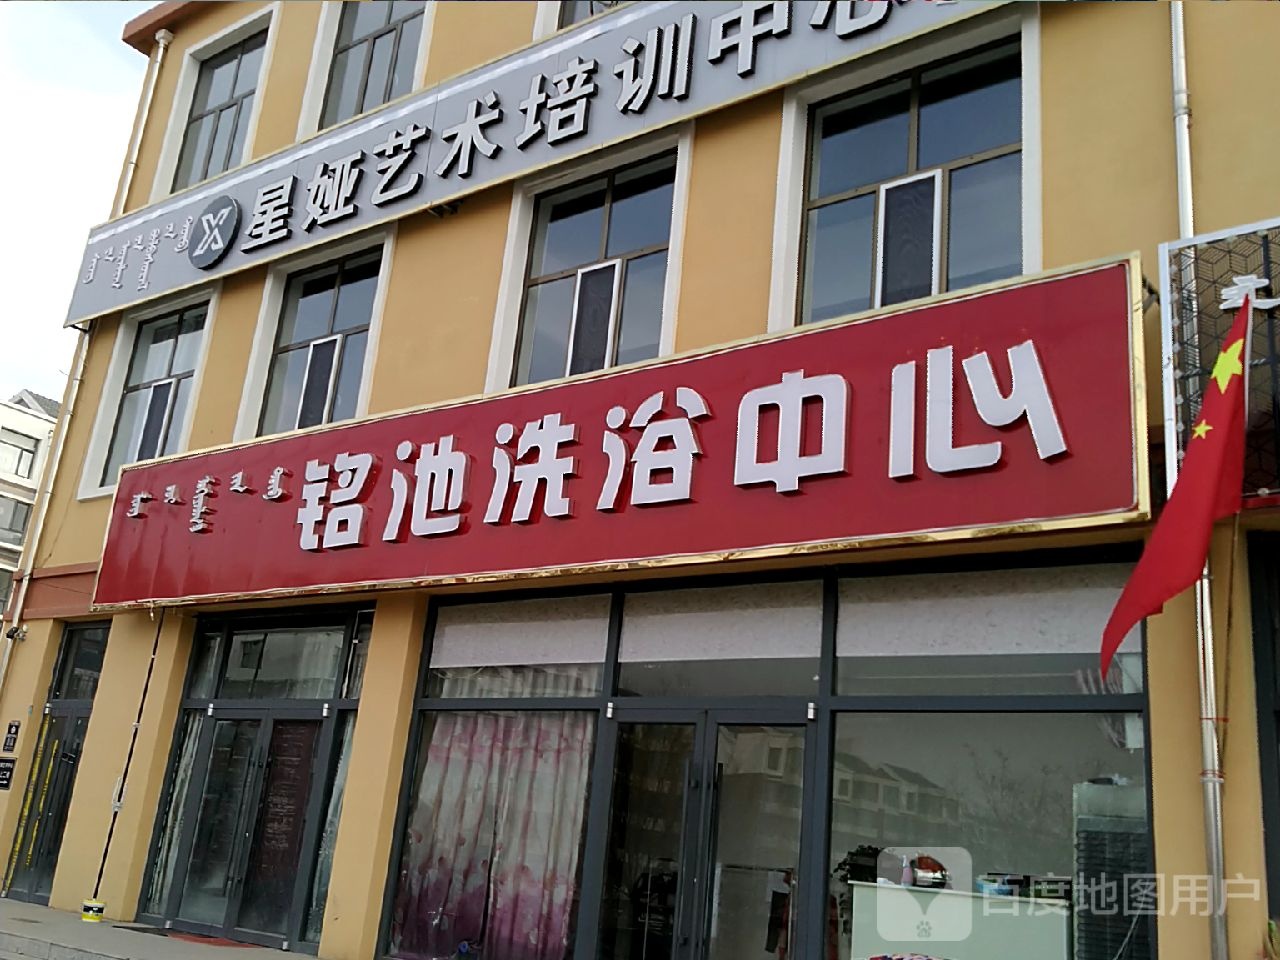 星娅艺术培训中心
铭池洗浴中心
百度地图用户